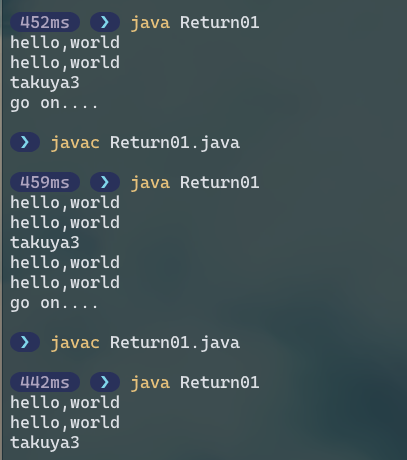 452ms ❯ java Return01
hello,world
hello,world
takuya3
go on....
❯ javac Return01.java
459ms ❯ java Return01
hello,world
hello,world
takuya3
hello,world
hello,world
go on....
❯ javac Return01.java
442ms ❯ java Return01
hello,world
hello,world
takuya3